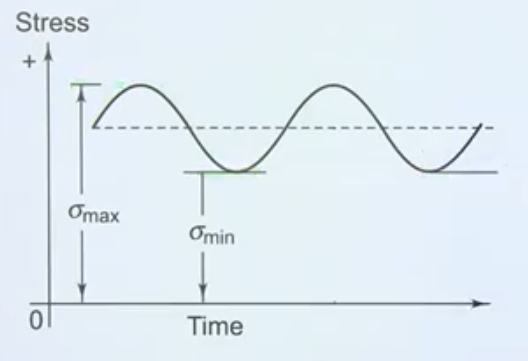 Stress
+
σmax
σmin
0
Time